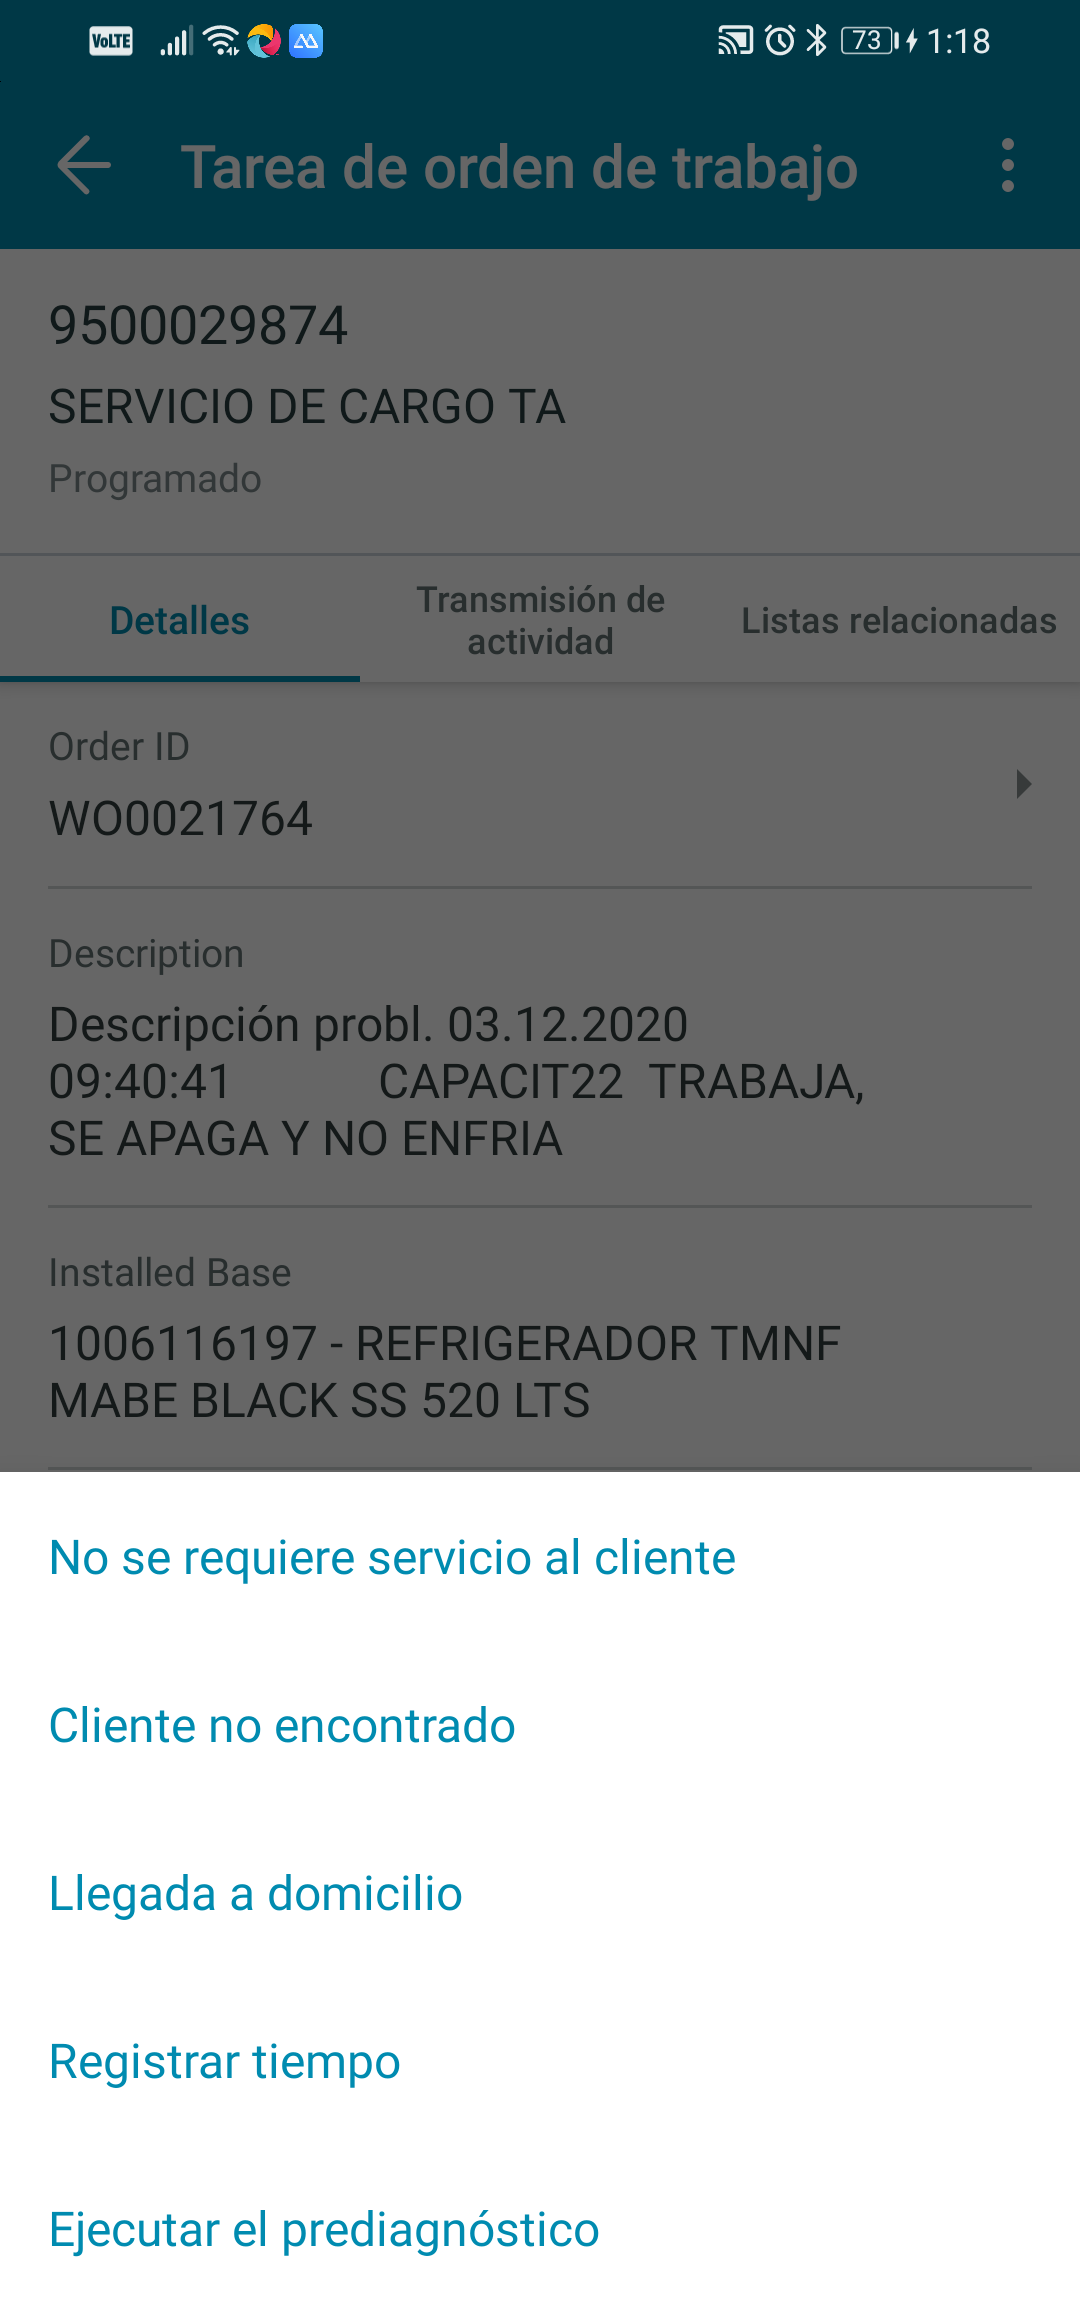 VoLTE 73 1:18
Tarea de orden de trabajo
9500029874
SERVICIO DE CARGO TA
Programado
Detalles
Transmisión de
actividad
Listas relacionadas
Order ID
WO0021764
Description
Descripción probl. 03.12.2020
09:40:41 CAPACIT22 TRABAJA,
SE APAGA Y NO ENFRIA
Installed Base
1006116197 - REFRIGERADOR TMNF
MABE BLACK SS 520 LTS
No se requiere servicio al cliente
Cliente no encontrado
Llegada a domicilio
Registrar tiempo
Ejecutar el prediagnóstico